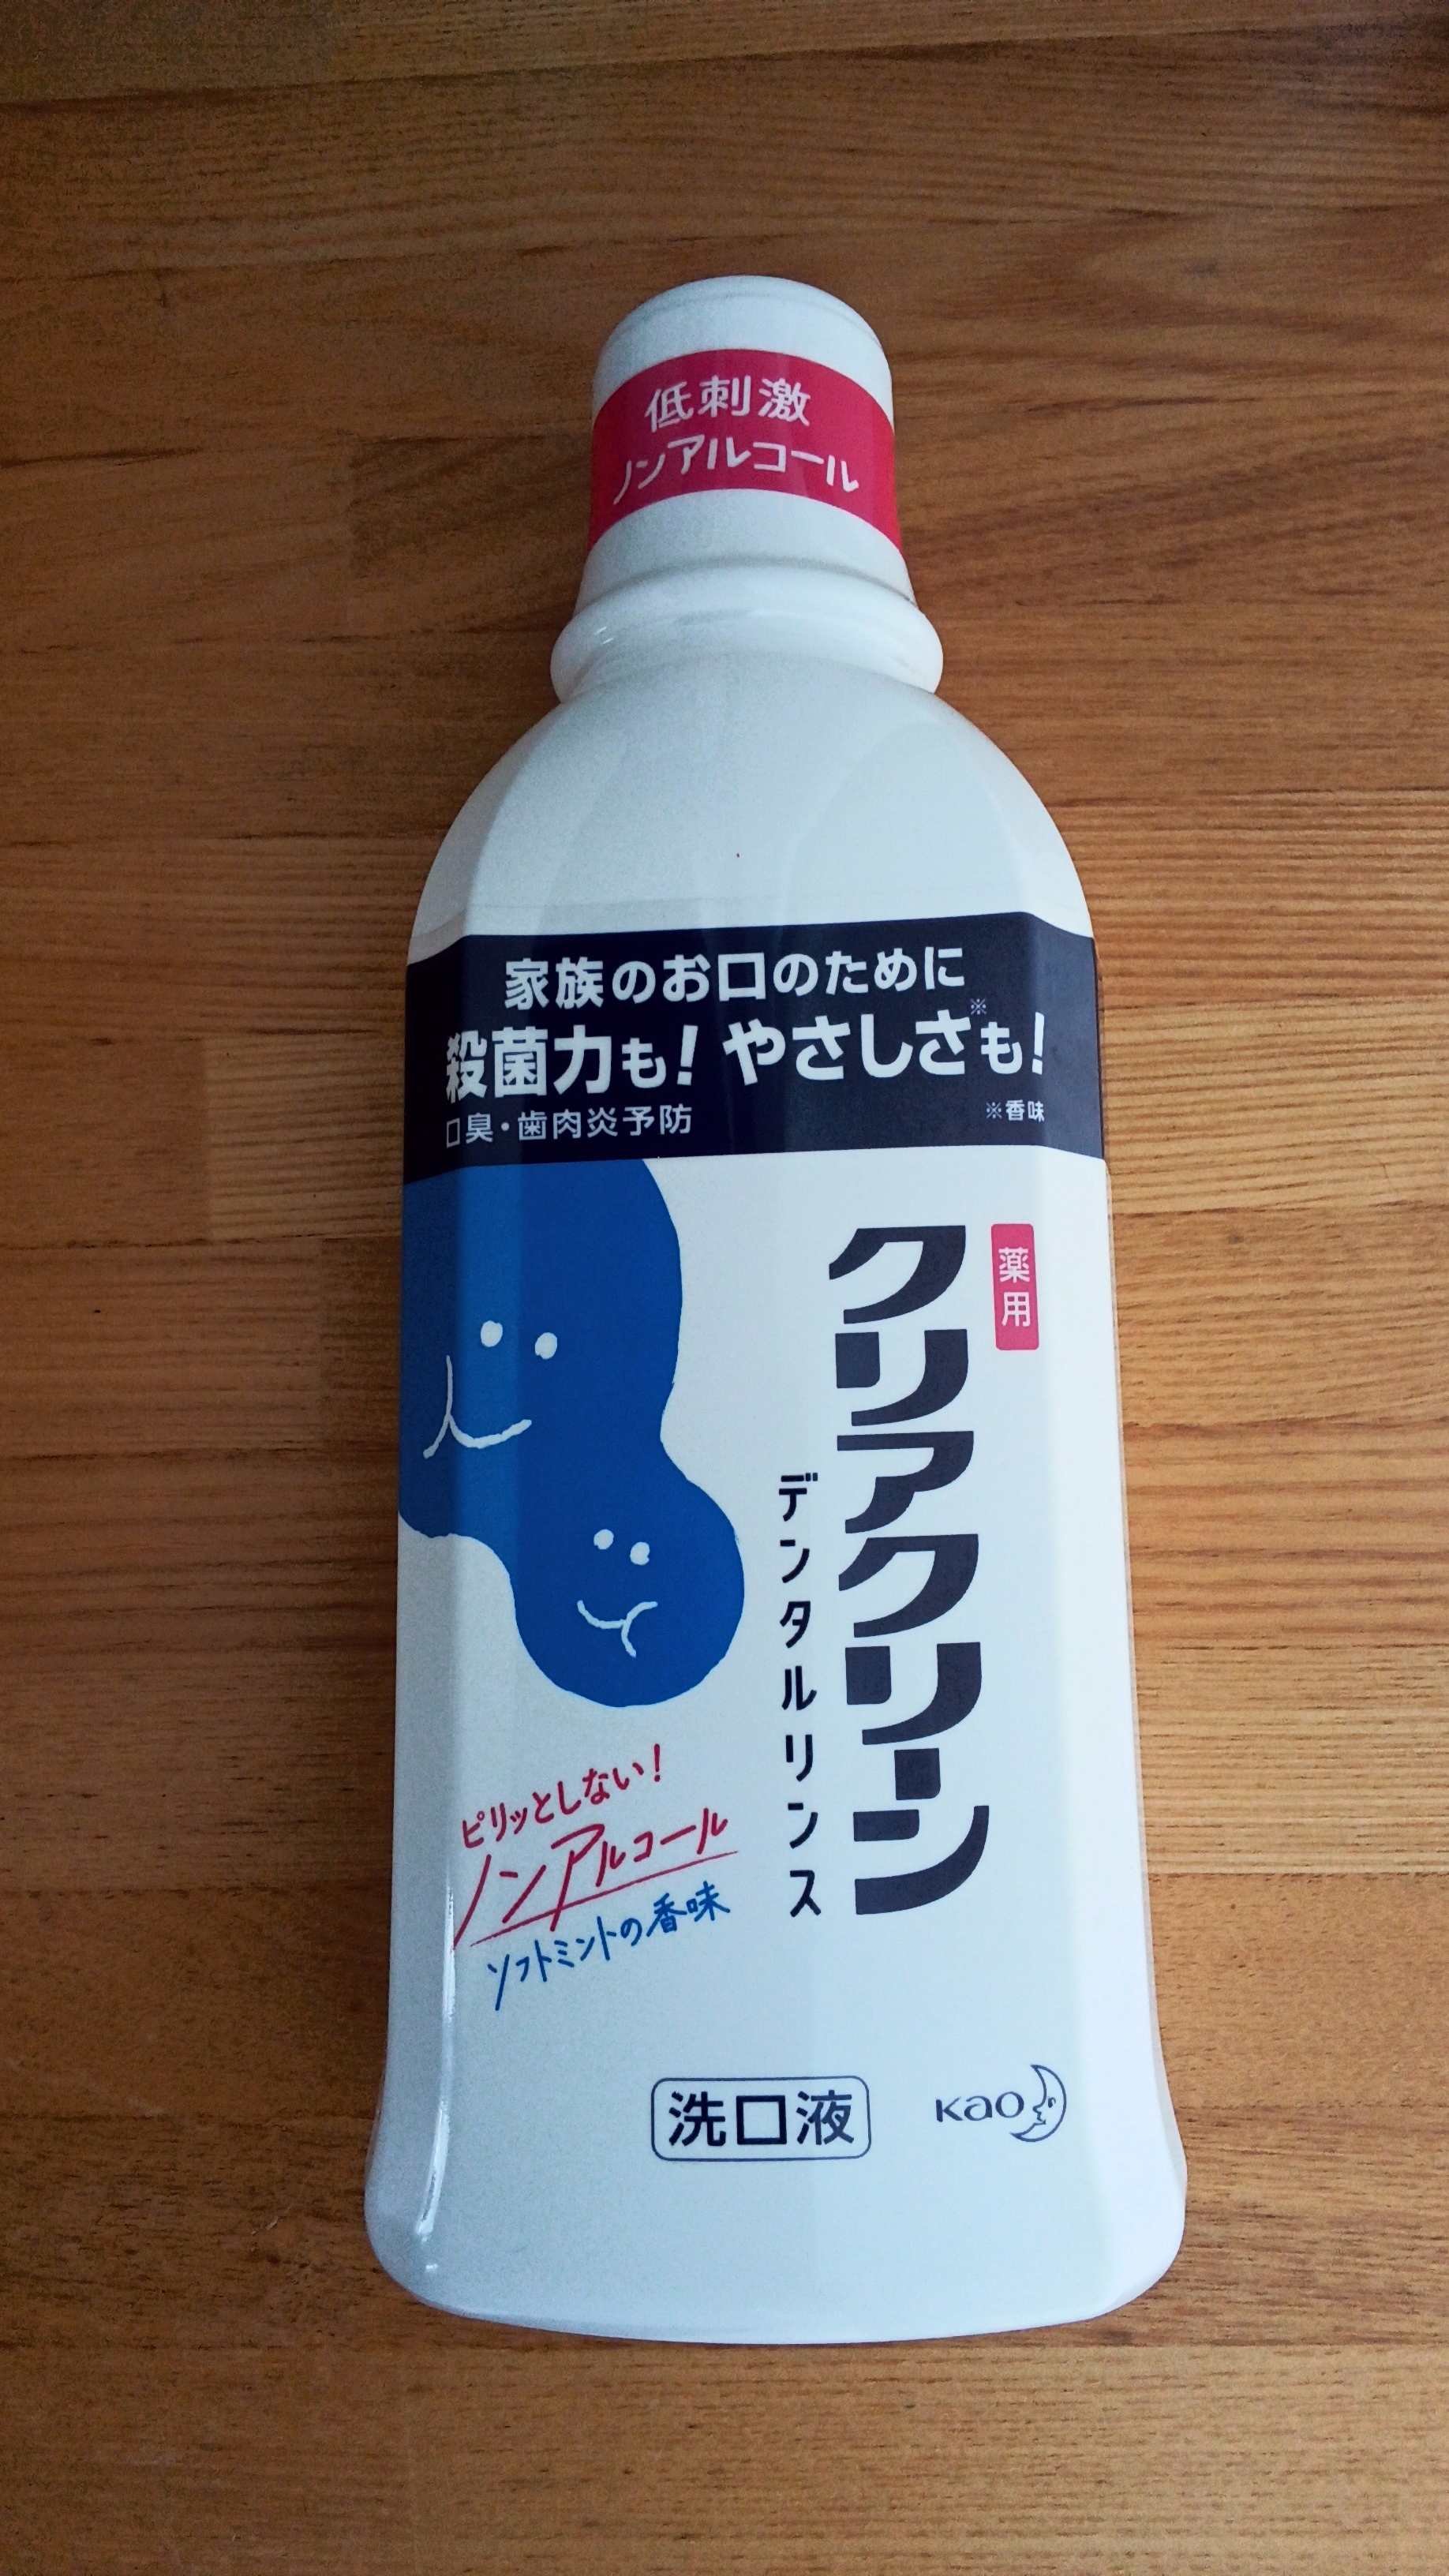 低刺激
ノンアルコール
家族のお口のために
殺菌力も!やさしさ※も!
口臭・歯肉炎予防
※香味
薬用
クリアクリーン
デンタルリンス
ピリッとしない!
ノンアルコール
ソフトミントの香味
洗口液
Kao